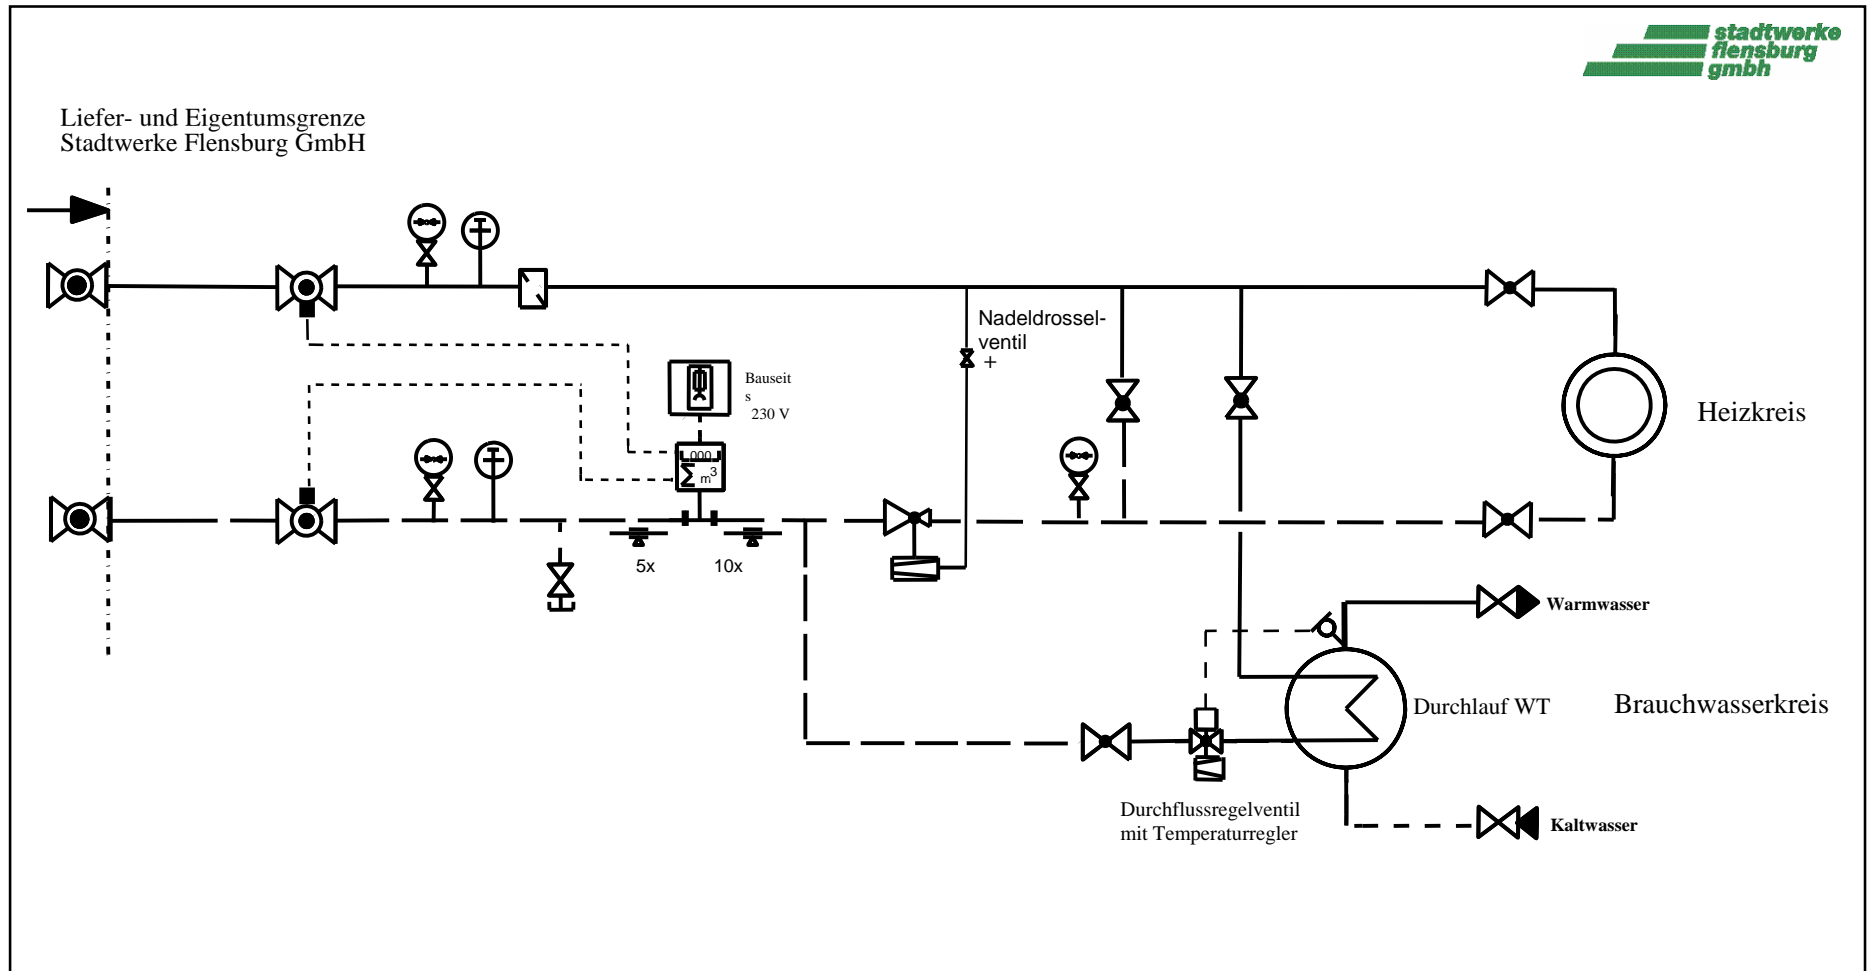 stadtwerke
flensburg
gmbh
Liefer- und Eigentumsgrenze
Stadtwerke Flensburg GmbH
Nadeldrossel-
ventil
+
Bauseit
s
230 V
Heizkreis
000
Σ m³
5x
10x
Warmwasser
Durchlauf WT
Brauchwasserkreis
Durchflussregelventil
mit Temperaturregler
Kaltwasser